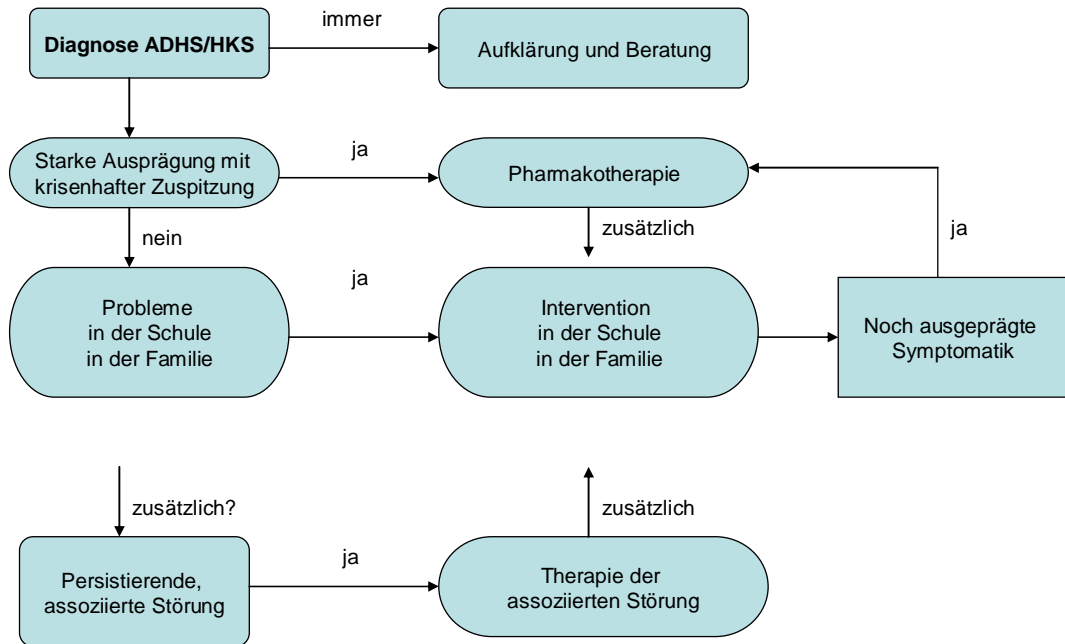 immer
Diagnose ADHS/HKS
Aufklärung und Beratung
Starke Ausprägung mit
krisenhafter Zuspitzung
ja
Pharmakotherapie
nein
zusätzlich
ja
Probleme
in der Schule
in der Familie
ja
Intervention
in der Schule
in der Familie
Noch ausgeprägte
Symptomatik
zusätzlich?
zusätzlich
Persistierende,
assoziierte Störung
ja
Therapie der
assoziierten Störung